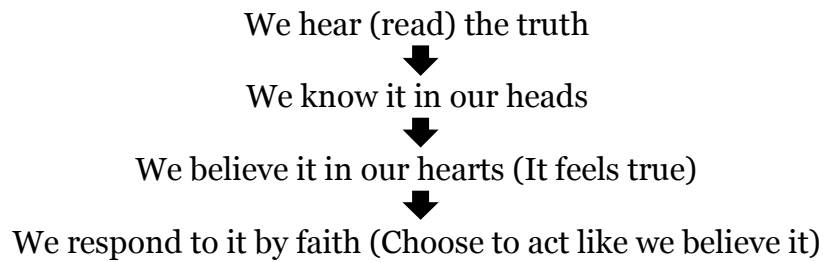 We hear (read) the truth
We know it in our heads
We believe it in our hearts (It feels true)
We respond to it by faith (Choose to act like we believe it)